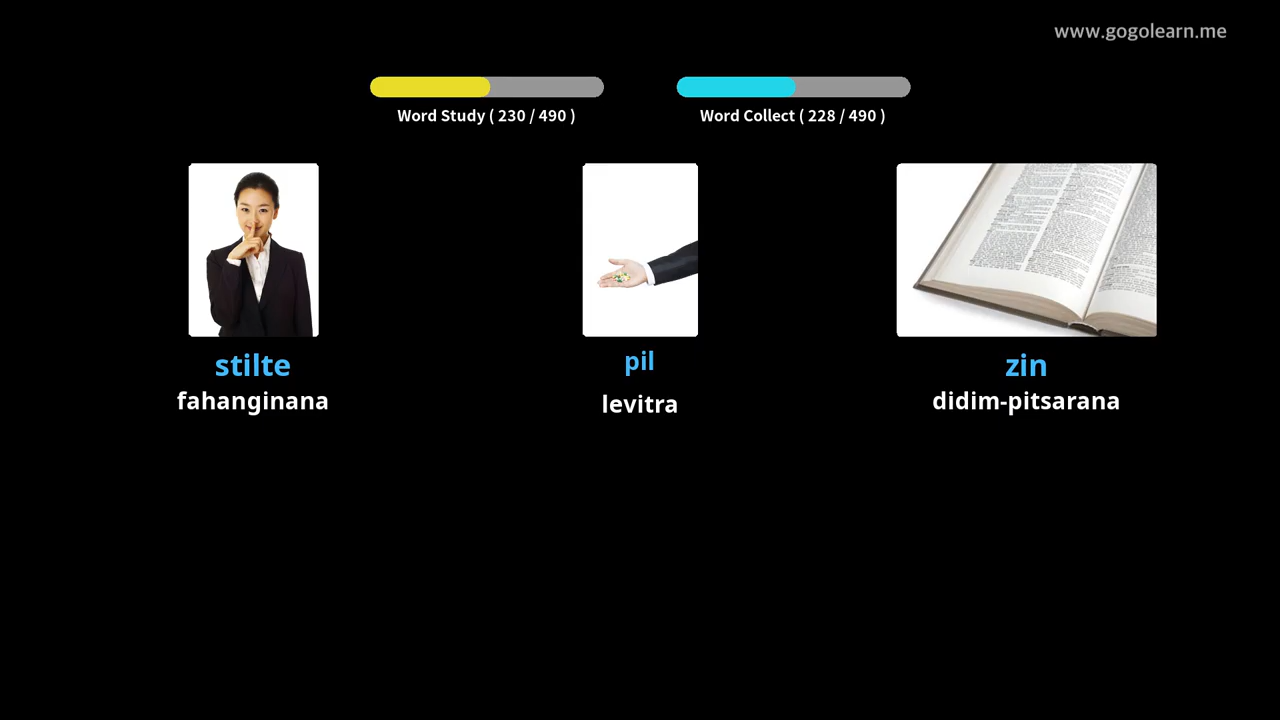 www.gogolearn.me
Word Study ( 230 / 490 )
Word Collect ( 228 / 490 )
stilte
fahanginana
pil
levitra
zin
didim-pitsarana